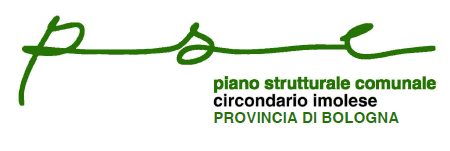 psc
piano strutturale comunale
circondario imolese
PROVINCIA DI BOLOGNA